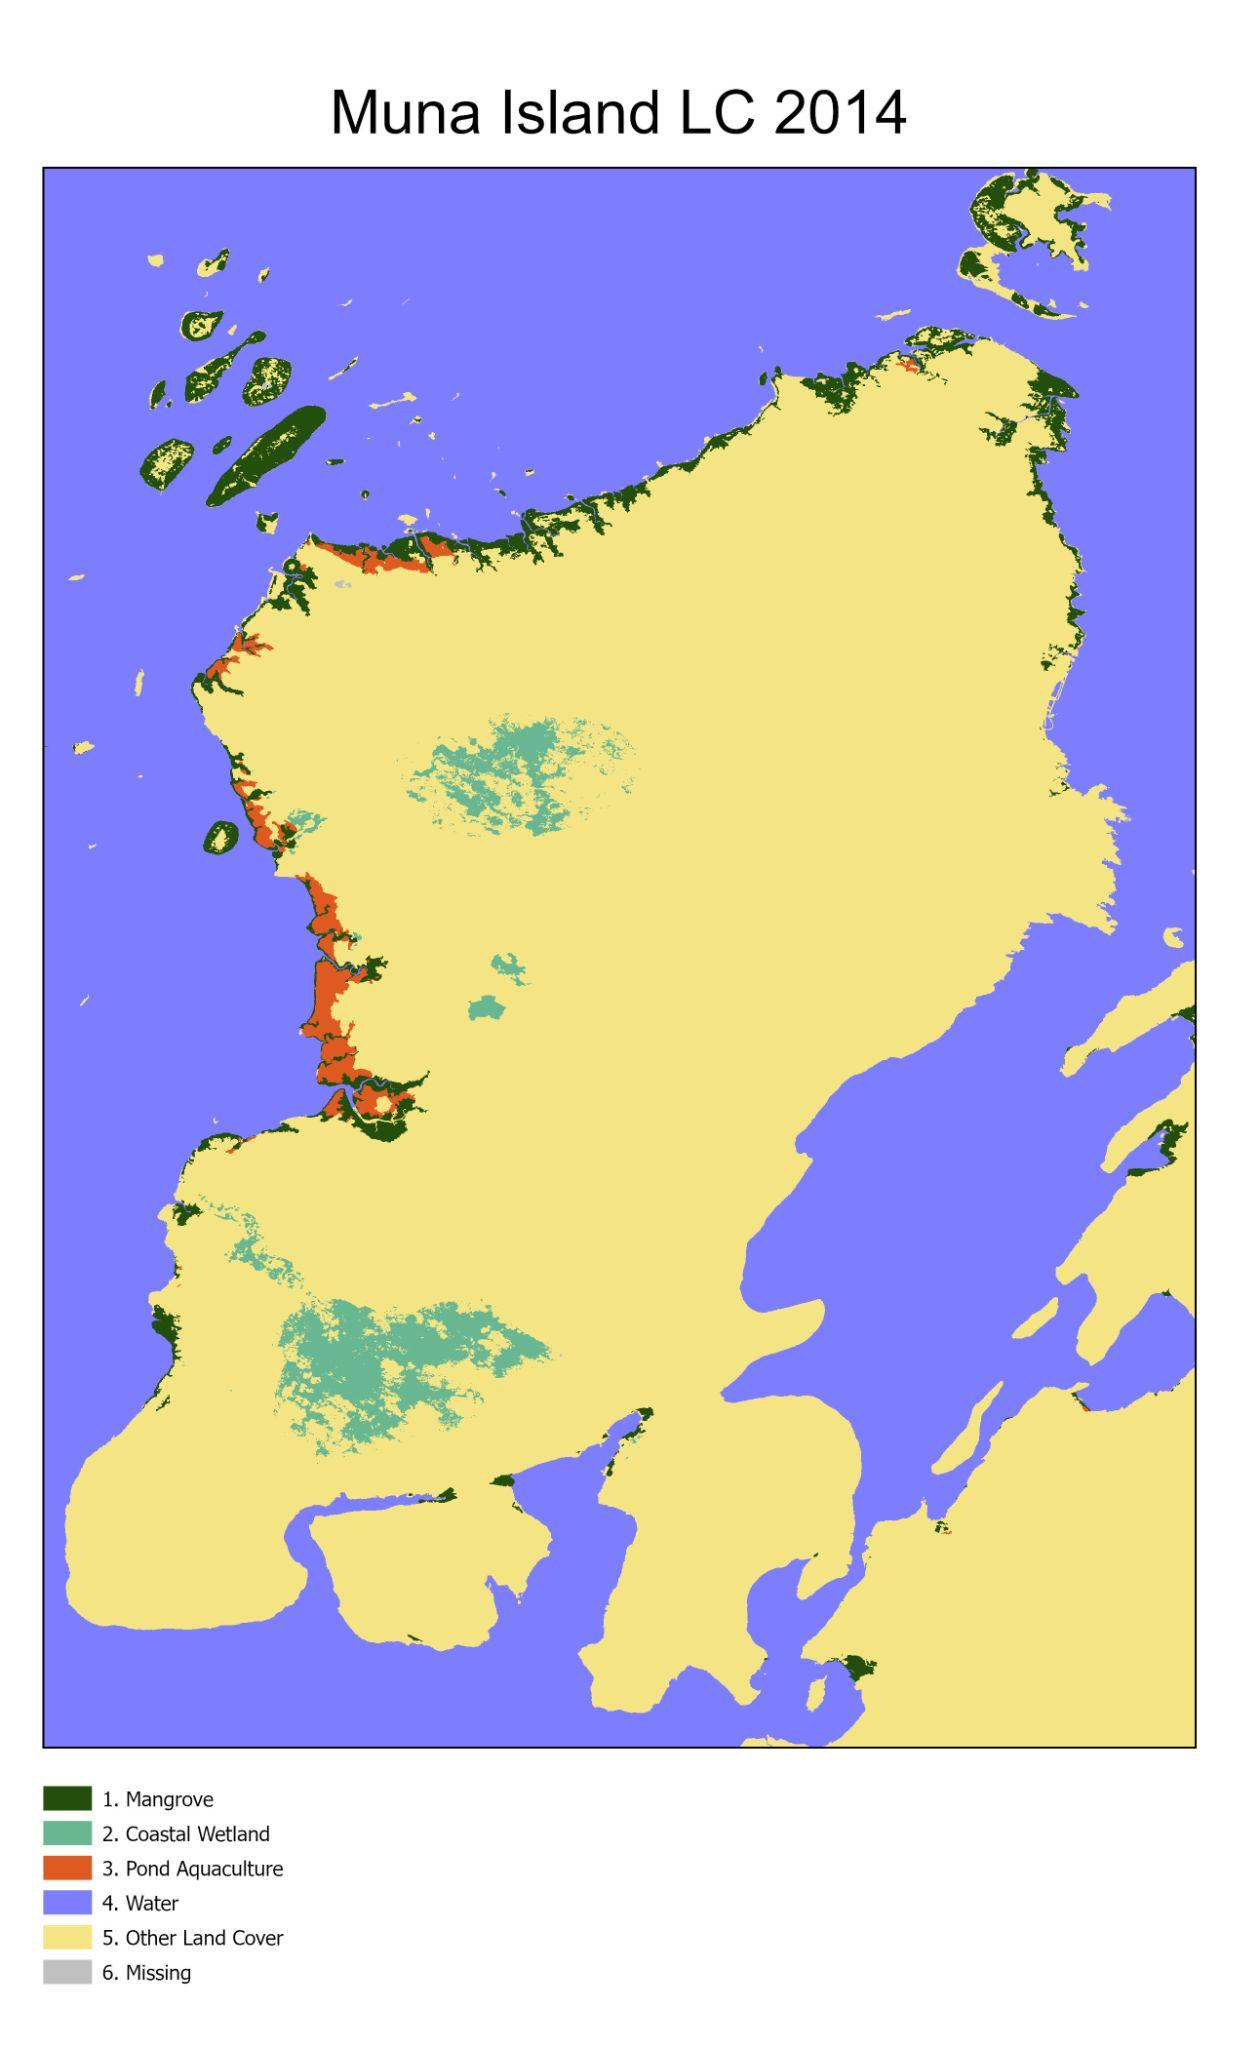 Muna Island LC 2014
1. Mangrove
2. Coastal Wetland
3. Pond Aquaculture
4. Water
5. Other Land Cover
6. Missing